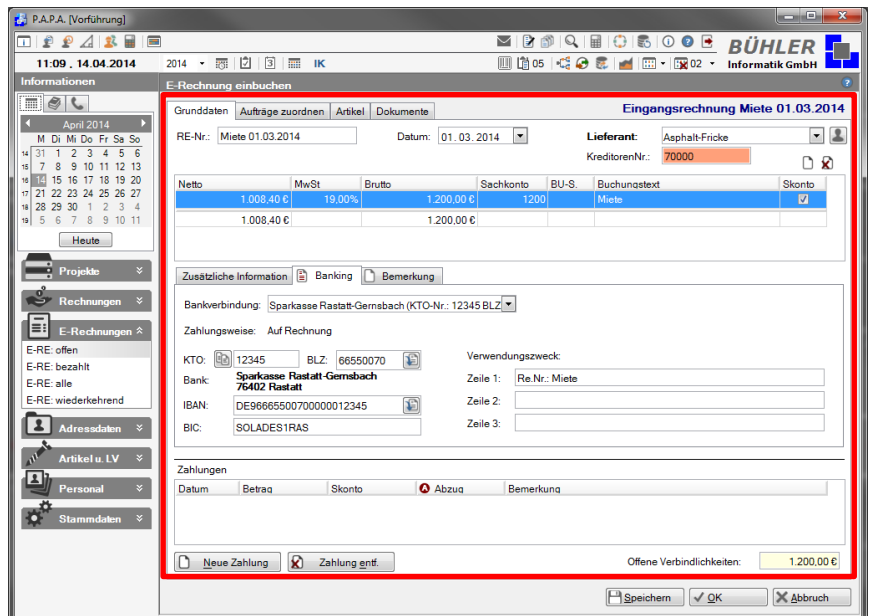 P.A.P.A. [Vorführung]
BÜHLER
Informatik GmbH
11:09 . 14.04.2014
2014
3
IK
05
02
Informationen
E-Rechnung einbuchen
April 2014
M Di Mi Do Fr Sa So
14 31 1 2 3 4 5 6
15 7 8 9 10 11 12 13
16 14 15 16 17 18 19 20
17 21 22 23 24 25 26 27
18 28 29 30 1 2 3 4
19 5 6 7 8 9 10 11
Heute
Projekte
Rechnungen
E-Rechnungen
E-RE: offen
E-RE: bezahlt
E-RE: alle
E-RE: wiederkehrend
Adressdaten
Artikel u. LV
Personal
Stammdaten
Grunddaten Aufträge zuordnen Artikel Dokumente
Eingangsrechnung Miete 01.03.2014
RE-Nr.: Miete 01.03.2014 Datum: 01.03.2014 Lieferant: Asphalt-Fricke
KreditorenNr.: 70000
Netto MwSt Brutto Sachkonto BU-S. Buchungstext Skonto
1.008,40 € 19,00% 1.200,00 € 1200 Miete
1.008,40 € 1.200,00 €
Zusätzliche Information Banking Bemerkung
Bankverbindung: Sparkasse Rastatt-Gernsbach (KTO-Nr.: 12345 BLZ
Zahlungsweise: Auf Rechnung
KTO: 12345 BLZ: 66550070
Bank: Sparkasse Rastatt-Gernsbach
76402 Rastatt
IBAN: DE96665500700000012345
BIC: SOLADES1RAS
Verwendungszweck:
Zeile 1: Re.Nr.: Miete
Zeile 2:
Zeile 3:
Zahlungen
Datum Betrag Skonto A Abzug Bemerkung
Neue Zahlung Zahlung entf. Offene Verbindlichkeiten: 1.200,00 €
Speichern OK Abbruch